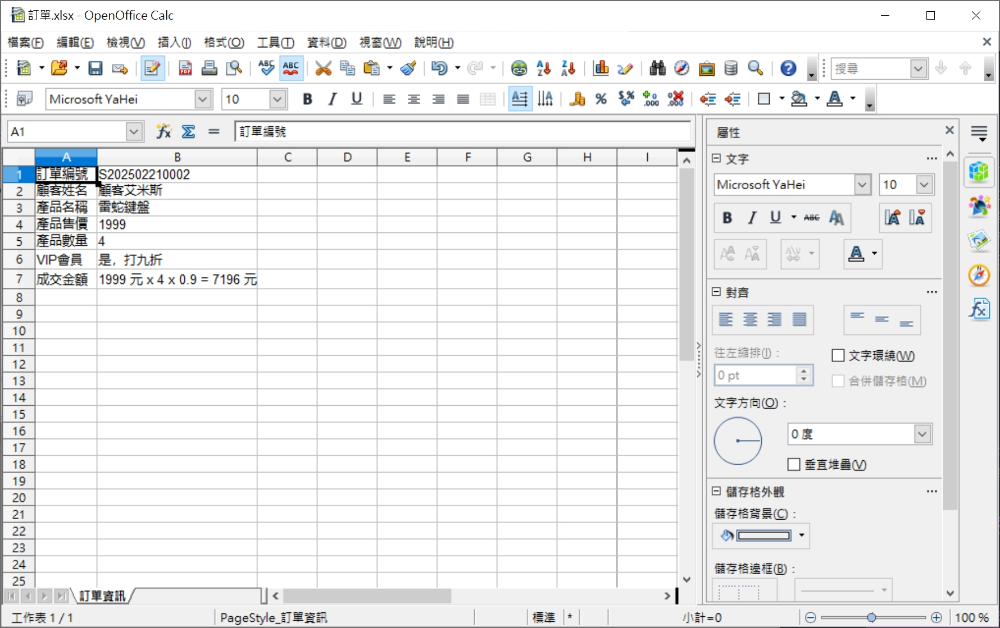 訂單.xlsx - OpenOffice Calc
檔案(F) 編輯(E) 檢視(V) 插入(I) 格式(O) 工具(T) 資料(D) 視窗(W) 說明(H)
搜尋
Microsoft YaHei 10
A1 訂單編號
A B C D E F G H I
1 訂單編號 S202502210002
2 顧客姓名 顧客艾米斯
3 產品名稱 雷蛇鍵盤
4 產品售價 1999
5 產品數量 4
6 VIP會員 是，打九折
7 成交金額 1999 元 x 4 x 0.9 = 7196 元
8
9
10
11
12
13
14
15
16
17
18
19
20
21
22
23
24
25
訂單資訊
工作表 1 / 1 PageStyle_訂單資訊 標準 * 小計=0 100 %
屬性
文字
Microsoft YaHei 10
對齊
往左縮排(I)：
文字環繞(W)
0 pt
合併儲存格(M)
文字方向(O)：
0 度
垂直堆疊(V)
儲存格外觀
儲存格背景(C)：
儲存格邊框(B)：